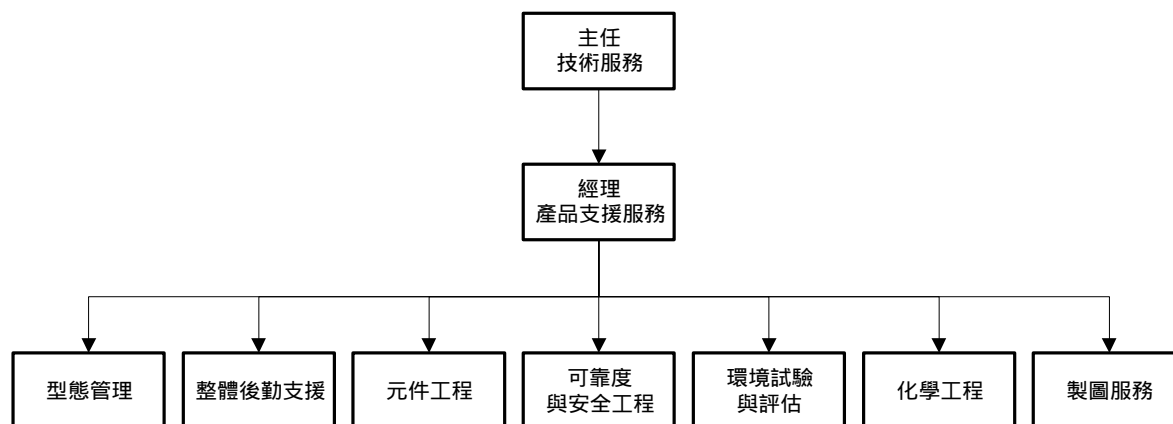 主任
技術服務
經理
產品支援服務
型態管理
整體後勤支援
元件工程
可靠度
與安全工程
環境試驗
與評估
化學工程
製圖服務